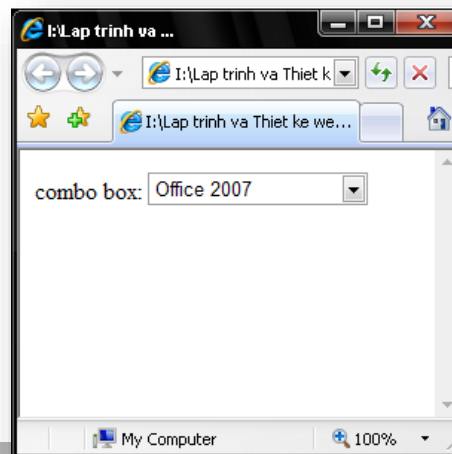 I:\Lap trinh va ...
I:\Lap trinh va Thiet k
I:\Lap trinh va Thiet ke we...
combo box: Office 2007
My Computer 100%